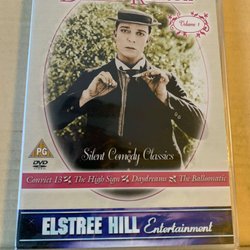 Volume 1
Silent Comedy Classics
PG
DVD
Convict 13 The High Sign Daydreams The Balloonatic
ELSTREE HILL Entertainment